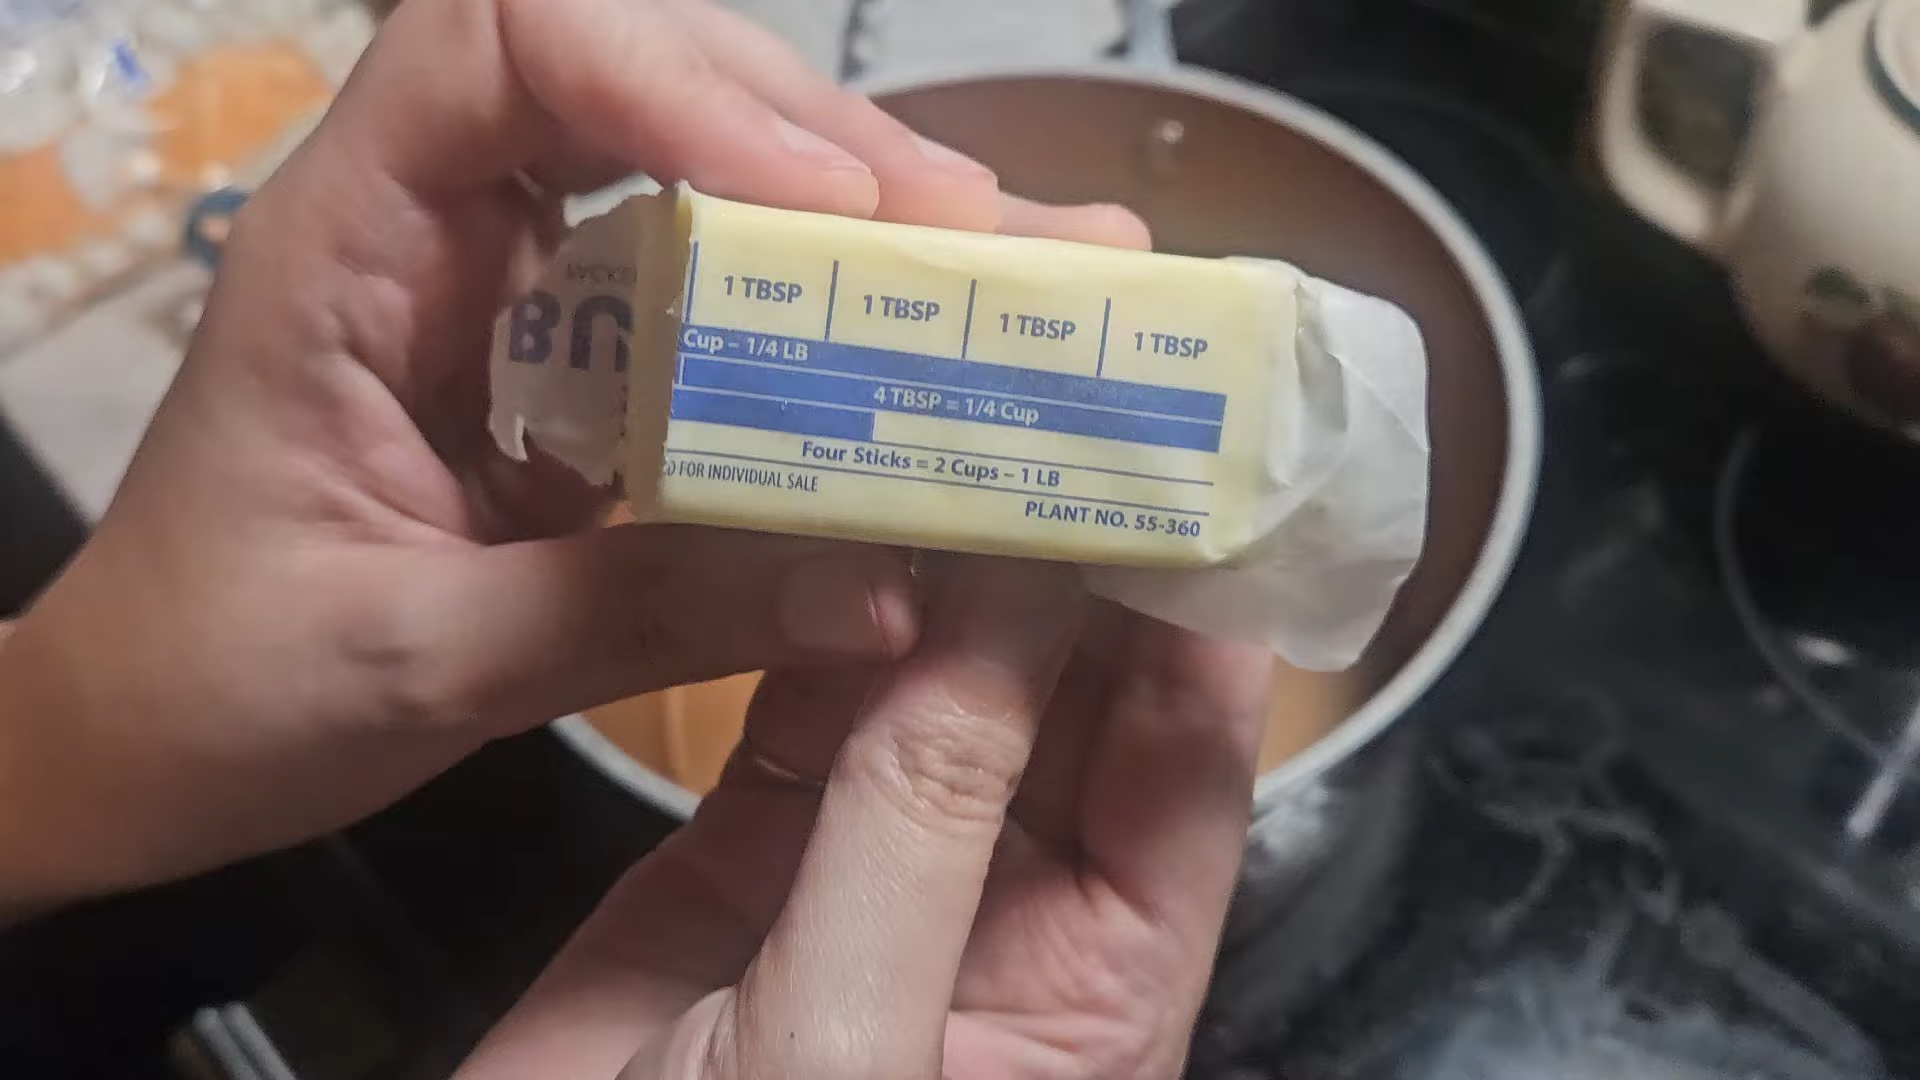 BU
1 TBSP 1 TBSP 1 TBSP 1 TBSP
Cup – 1/4 LB
4 TBSP = 1/4 Cup
Four Sticks = 2 Cups – 1 LB
FOR INDIVIDUAL SALE
PLANT NO. 55-360